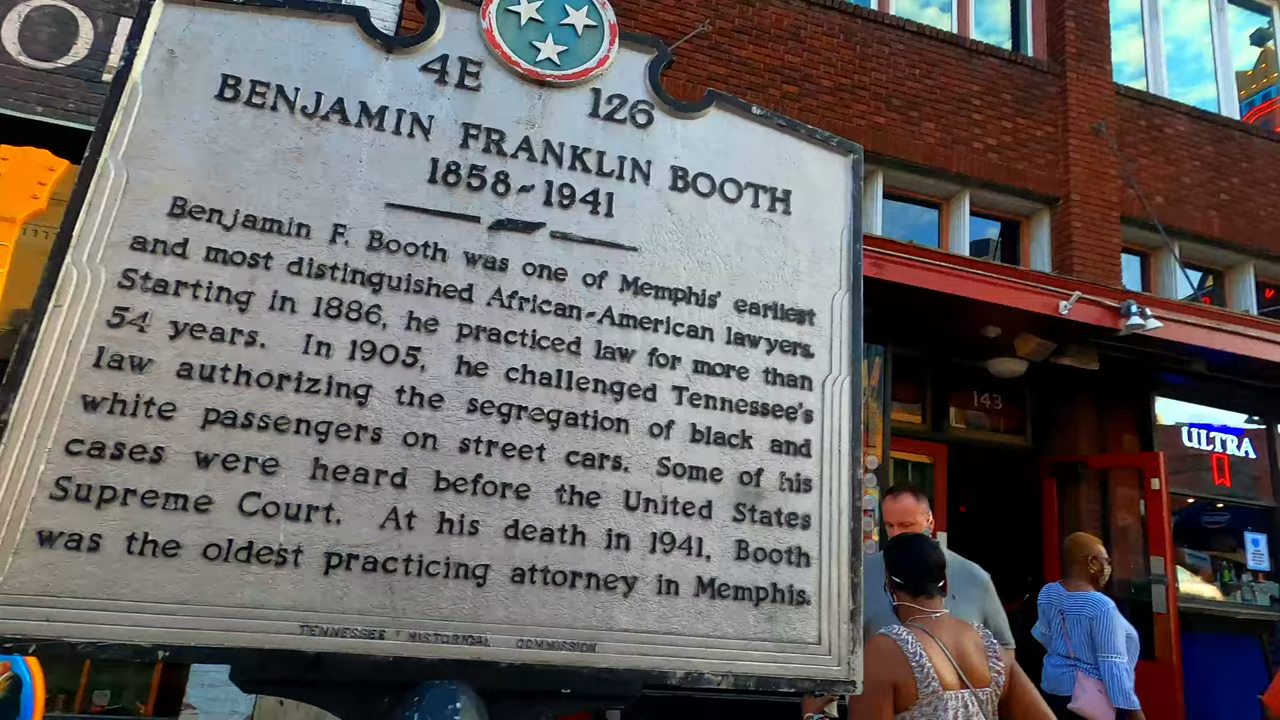 4E 126
BENJAMIN FRANKLIN BOOTH
1858-1941
Benjamin F. Booth was one of Memphis' earliest
and most distinguished African-American lawyers.
Starting in 1886, he practiced law for more than
54 years. In 1905, he challenged Tennessee's
law authorizing the segregation of black and
white passengers on street cars. Some of his
cases were heard before the United States
Supreme Court. At his death in 1941, Booth
was the oldest practicing attorney in Memphis.
TENNESSEE HISTORICAL COMMISSION
143
ULTRA